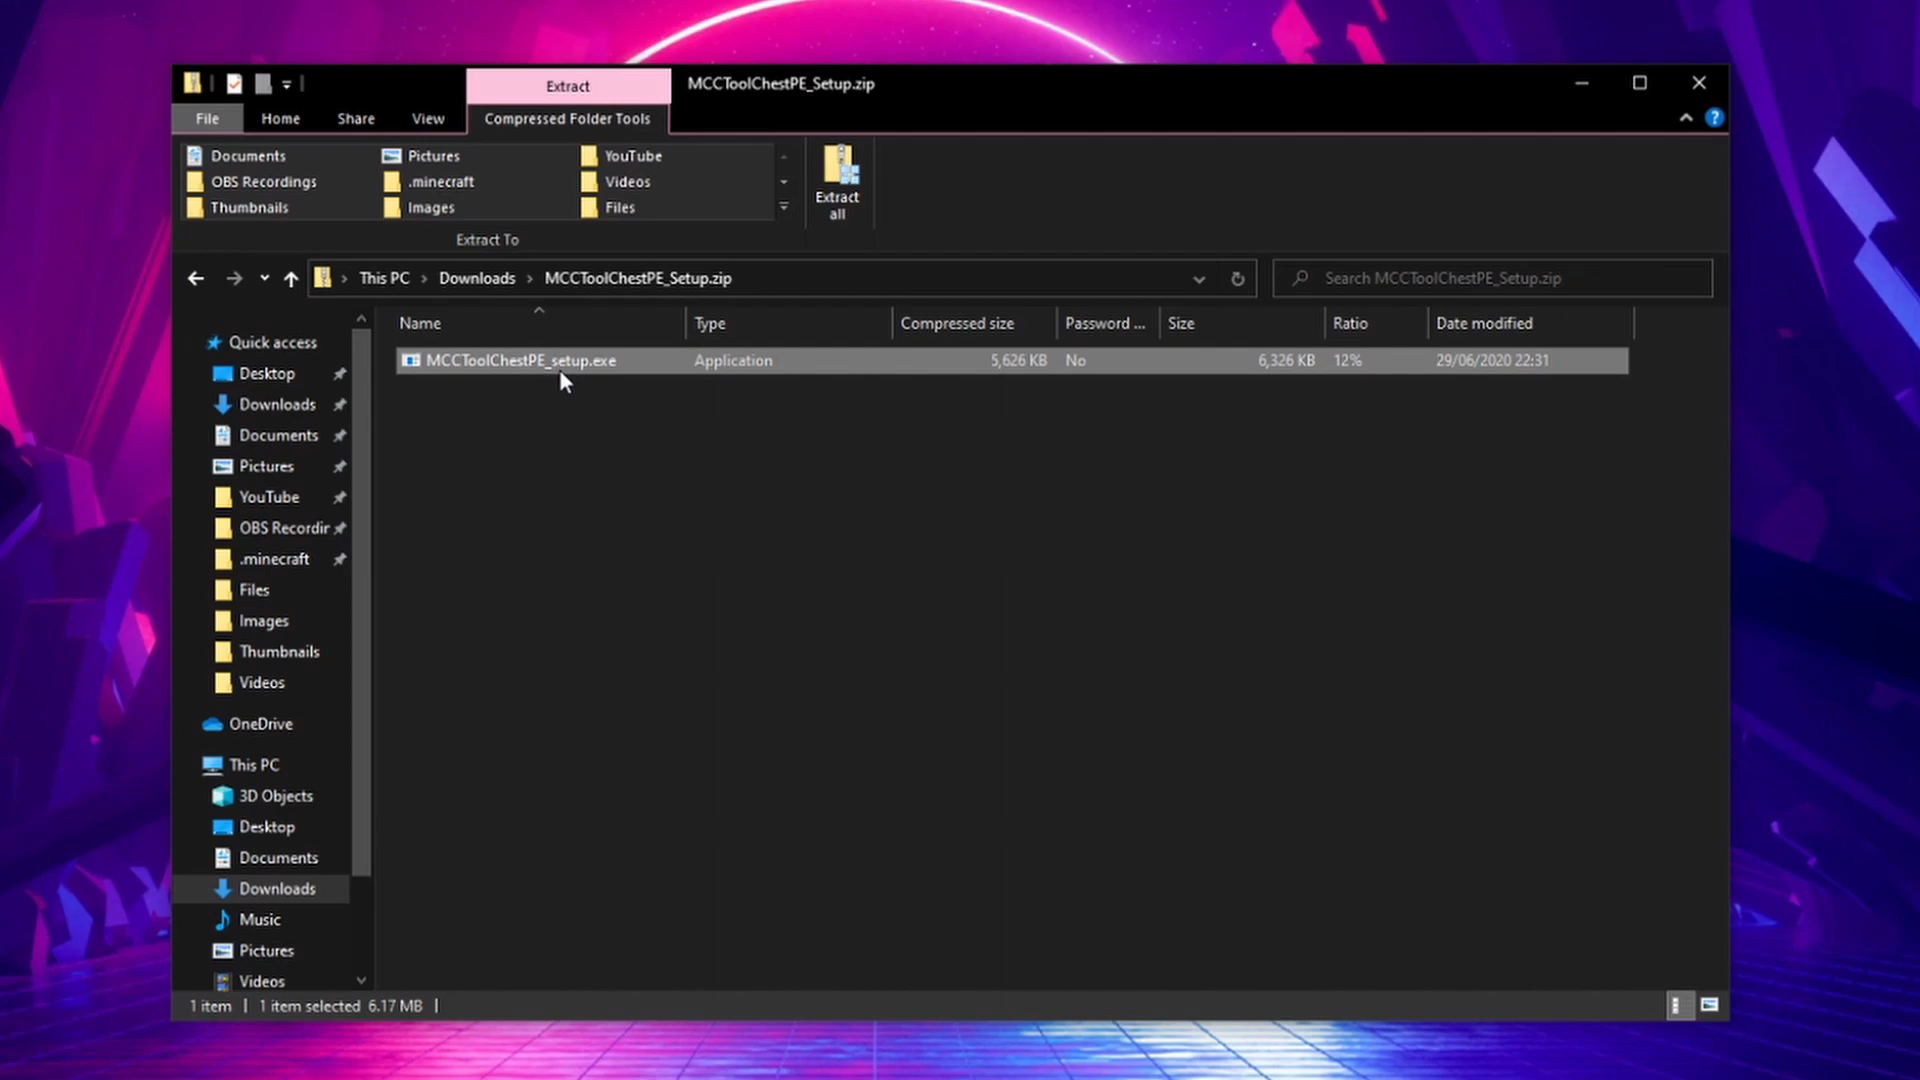 Extract
MCCToolChestPE_Setup.zip
File
Home
Share
View
Compressed Folder Tools
Documents
Pictures
YouTube
OBS Recordings
.minecraft
Videos
Thumbnails
Images
Files
Extract all
Extract To
This PC
Downloads
MCCToolChestPE_Setup.zip
Search MCCToolChestPE_Setup.zip
Name
Type
Compressed size
Password ...
Size
Ratio
Date modified
MCCToolChestPE_setup.exe
Application
5,626 KB
No
6,326 KB
12%
29/06/2020 22:31
Quick access
Desktop
Downloads
Documents
Pictures
YouTube
OBS Recordir
.minecraft
Files
Images
Thumbnails
Videos
OneDrive
This PC
3D Objects
Desktop
Documents
Downloads
Music
Pictures
Videos
1 item
1 item selected 6.17 MB